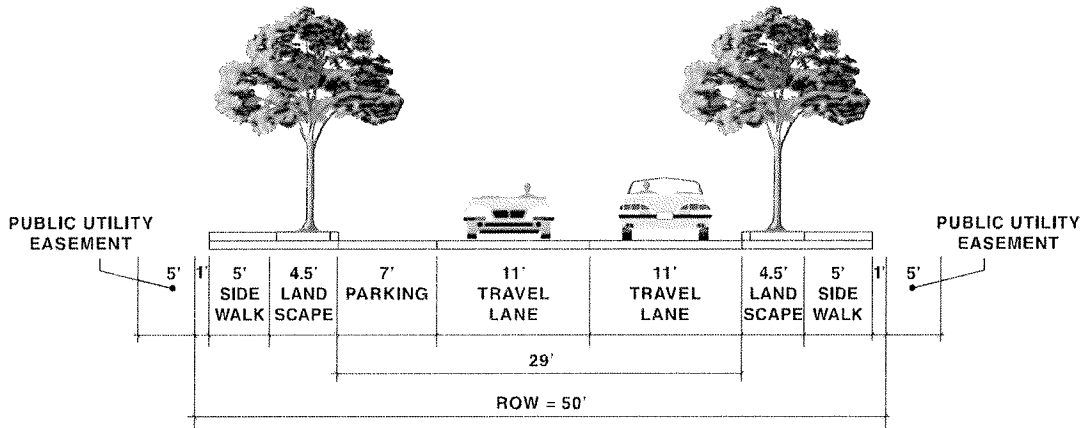 PUBLIC UTILITY
EASEMENT
PUBLIC UTILITY
EASEMENT
5'
1'
5'
SIDE
WALK
4.5'
LAND
SCAPE
7'
PARKING
11'
TRAVEL
LANE
11'
TRAVEL
LANE
4.5'
LAND
SCAPE
5'
SIDE
WALK
1'
5'
29'
ROW = 50'